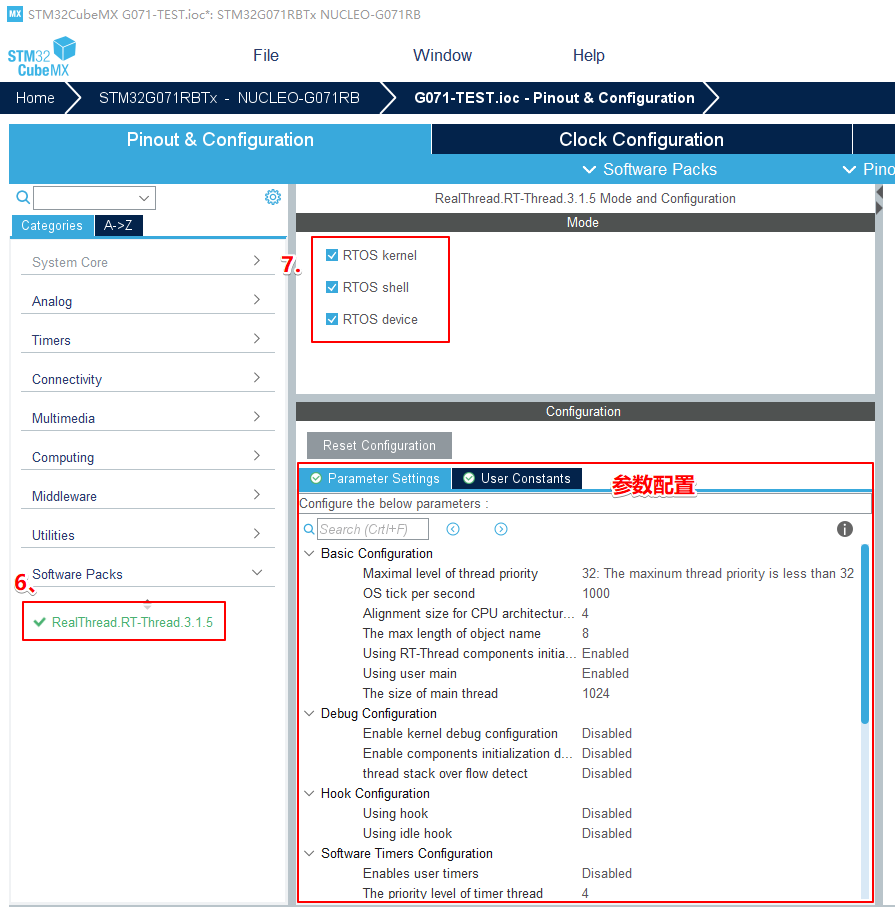 MX STM32CubeMX G071-TEST.ioc*: STM32G071RBTx NUCLEO-G071RB
STM32
CubeMX
File Window Help
Home STM32G071RBTx - NUCLEO-G071RB G071-TEST.ioc - Pinout & Configuration
Pinout & Configuration Clock Configuration
Software Packs Pino
RealThread.RT-Thread.3.1.5 Mode and Configuration
Categories A->Z
Mode
System Core
Analog
Timers
Connectivity
Multimedia
Computing
Middleware
Utilities
Software Packs
6、
RealThread.RT-Thread.3.1.5
7.
RTOS kernel
RTOS shell
RTOS device
Configuration
Reset Configuration
Parameter Settings User Constants
参数配置
Configure the below parameters :
Search (Crtl+F)
Basic Configuration
Maximal level of thread priority 32: The maxinum thread priority is less than 32
OS tick per second 1000
Alignment size for CPU architectur... 4
The max length of object name 8
Using RT-Thread components initia... Enabled
Using user main Enabled
The size of main thread 1024
Debug Configuration
Enable kernel debug configuration Disabled
Enable components initialization d... Disabled
thread stack over flow detect Disabled
Hook Configuration
Using hook Disabled
Using idle hook Disabled
Software Timers Configuration
Enables user timers Disabled
The priority level of timer thread 4